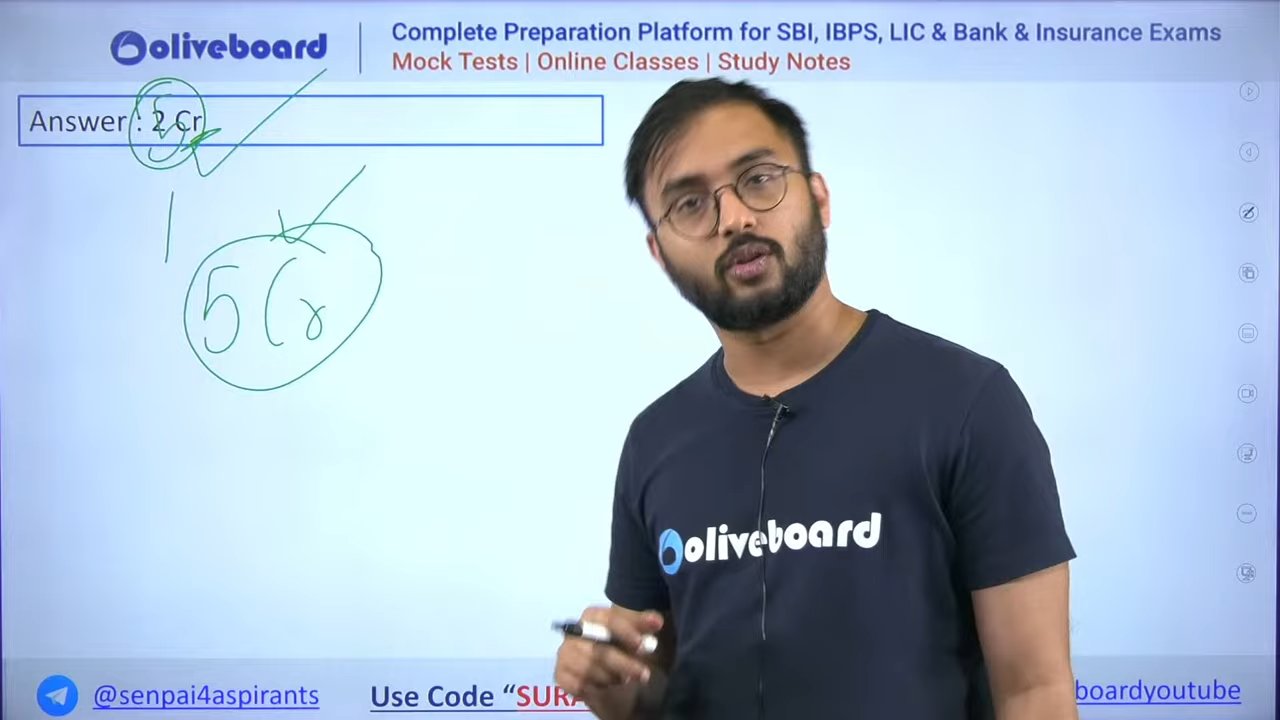 oliveboard
Complete Preparation Platform for SBI, IBPS, LIC & Bank & Insurance Exams
Mock Tests | Online Classes | Study Notes
Answer : 2 Cr
5
5 Cr
oliveboard
@senpai4aspirants
Use Code “SURA
boardyoutube